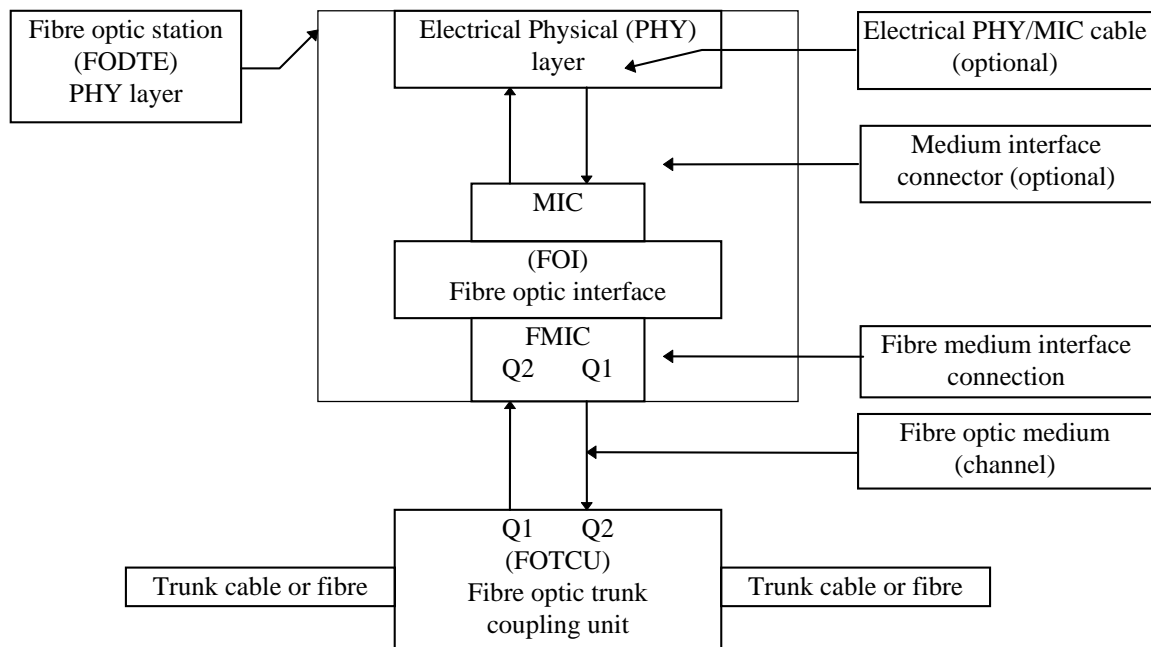 Fibre optic station
(FODTE)
PHY layer
Electrical Physical (PHY)
layer
Electrical PHY/MIC cable
(optional)
Medium interface
connector (optional)
MIC
(FOI)
Fibre optic interface
FMIC
Q2 Q1
Fibre medium interface
connection
Fibre optic medium
(channel)
Q1 Q2
(FOTCU)
Fibre optic trunk
coupling unit
Trunk cable or fibre
Trunk cable or fibre